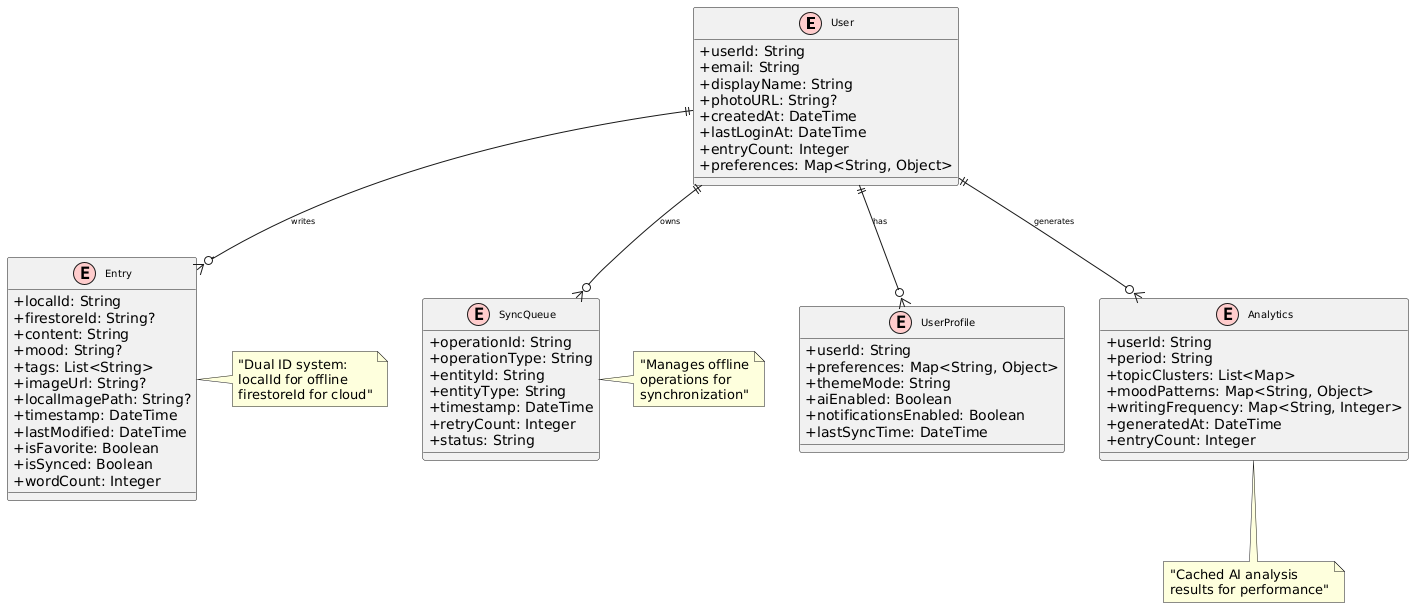 E User
+userId: String
+email: String
+displayName: String
+photoURL: String?
+createdAt: DateTime
+lastLoginAt: DateTime
+entryCount: Integer
+preferences: Map<String, Object>
writes
owns
has
generates
E Entry
+localId: String
+firestoreId: String?
+content: String
+mood: String?
+tags: List<String>
+imageUrl: String?
+localImagePath: String?
+timestamp: DateTime
+lastModified: DateTime
+isFavorite: Boolean
+isSynced: Boolean
+wordCount: Integer
"Dual ID system:
localId for offline
firestoreId for cloud"
E SyncQueue
+operationId: String
+operationType: String
+entityId: String
+entityType: String
+timestamp: DateTime
+retryCount: Integer
+status: String
"Manages offline
operations for
synchronization"
E UserProfile
+userId: String
+preferences: Map<String, Object>
+themeMode: String
+aiEnabled: Boolean
+notificationsEnabled: Boolean
+lastSyncTime: DateTime
E Analytics
+userId: String
+period: String
+topicClusters: List<Map>
+moodPatterns: Map<String, Object>
+writingFrequency: Map<String, Integer>
+generatedAt: DateTime
+entryCount: Integer
"Cached AI analysis
results for performance"